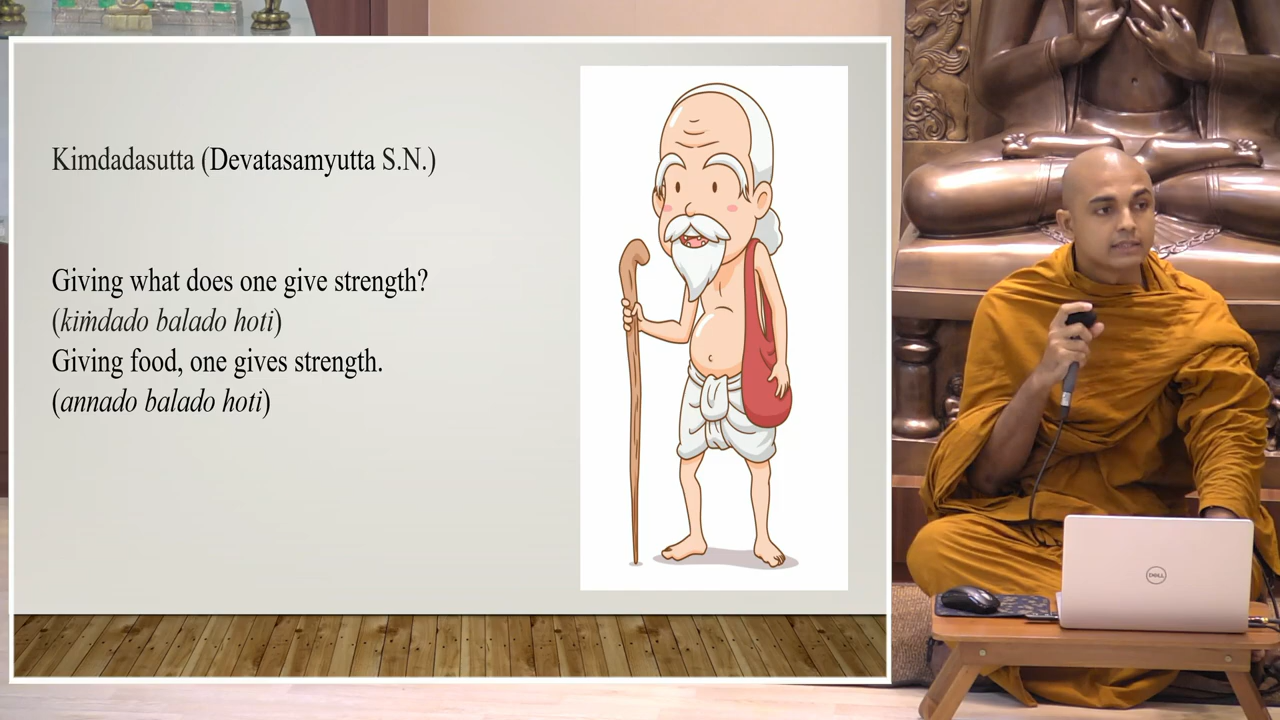 Kimdadasutta (Devatasamyutta S.N.)
Giving what does one give strength?
(kiṁdado balado hoti)
Giving food, one gives strength.
(annado balado hoti)
DELL